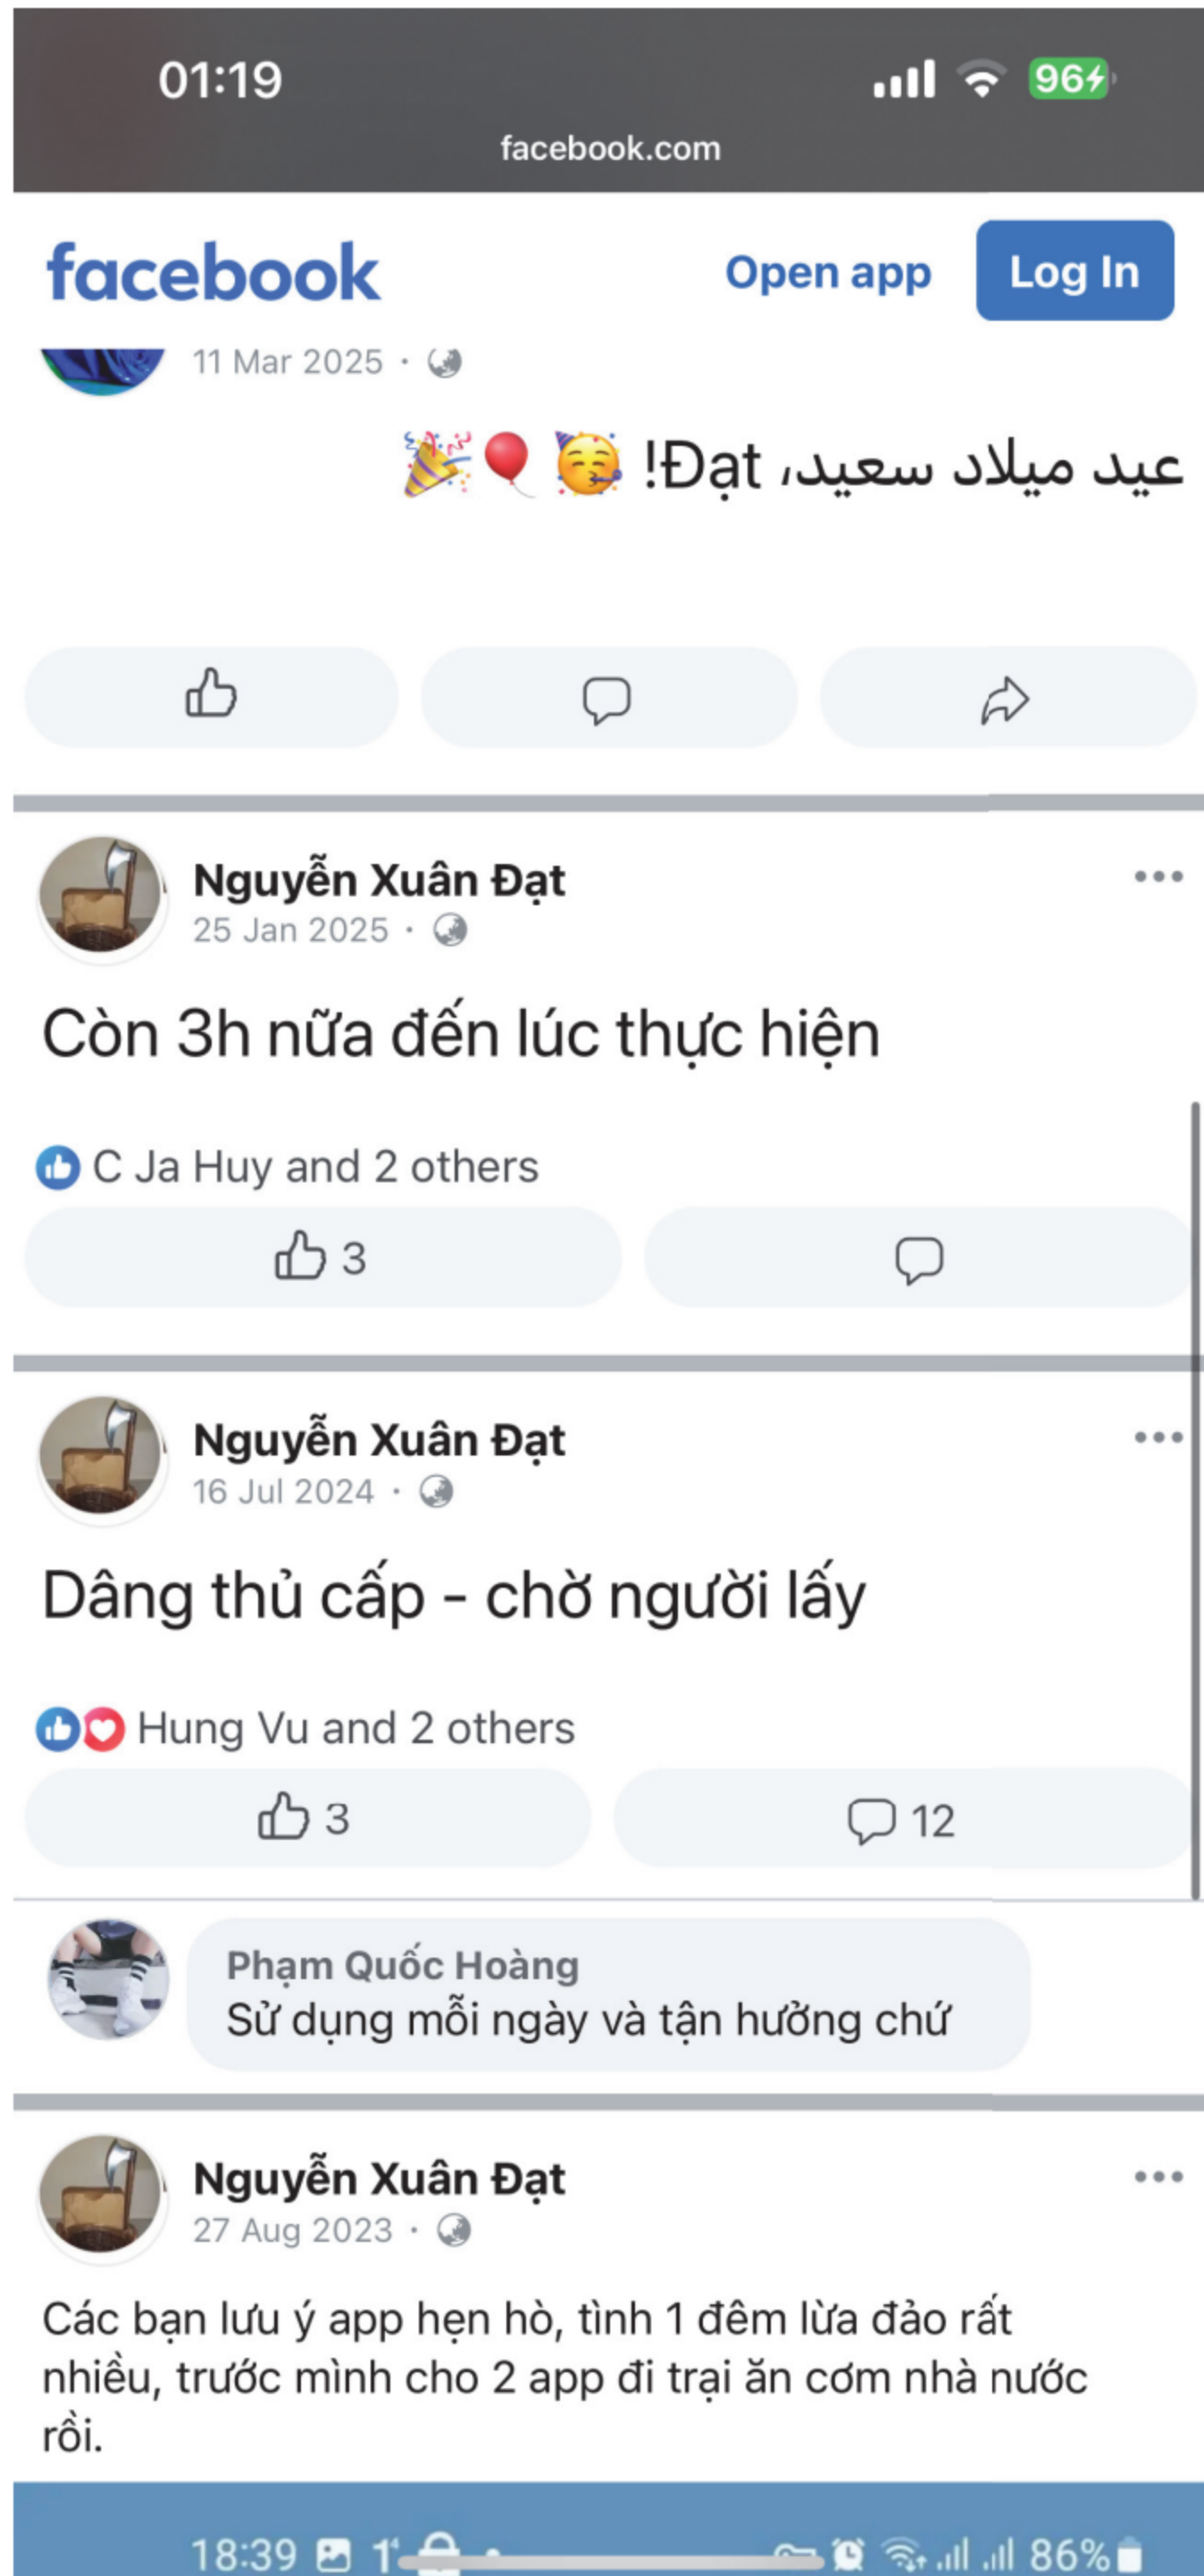 01:19
96
facebook.com
facebook
Open app
Log In
11 Mar 2025 ·
عيد ميلاد سعيد، Đạt! 🥳🎈🎉
Nguyễn Xuân Đạt
25 Jan 2025 ·
Còn 3h nữa đến lúc thực hiện
C Ja Huy and 2 others
3
Nguyễn Xuân Đạt
16 Jul 2024 ·
Dâng thủ cấp - chờ người lấy
Hung Vu and 2 others
3
12
Phạm Quốc Hoàng
Sử dụng mỗi ngày và tận hưởng chứ
Nguyễn Xuân Đạt
27 Aug 2023 ·
Các bạn lưu ý app hẹn hò, tình 1 đêm lừa đảo rất
nhiều, trước mình cho 2 app đi trại ăn cơm nhà nước
rồi.
18:39
86%